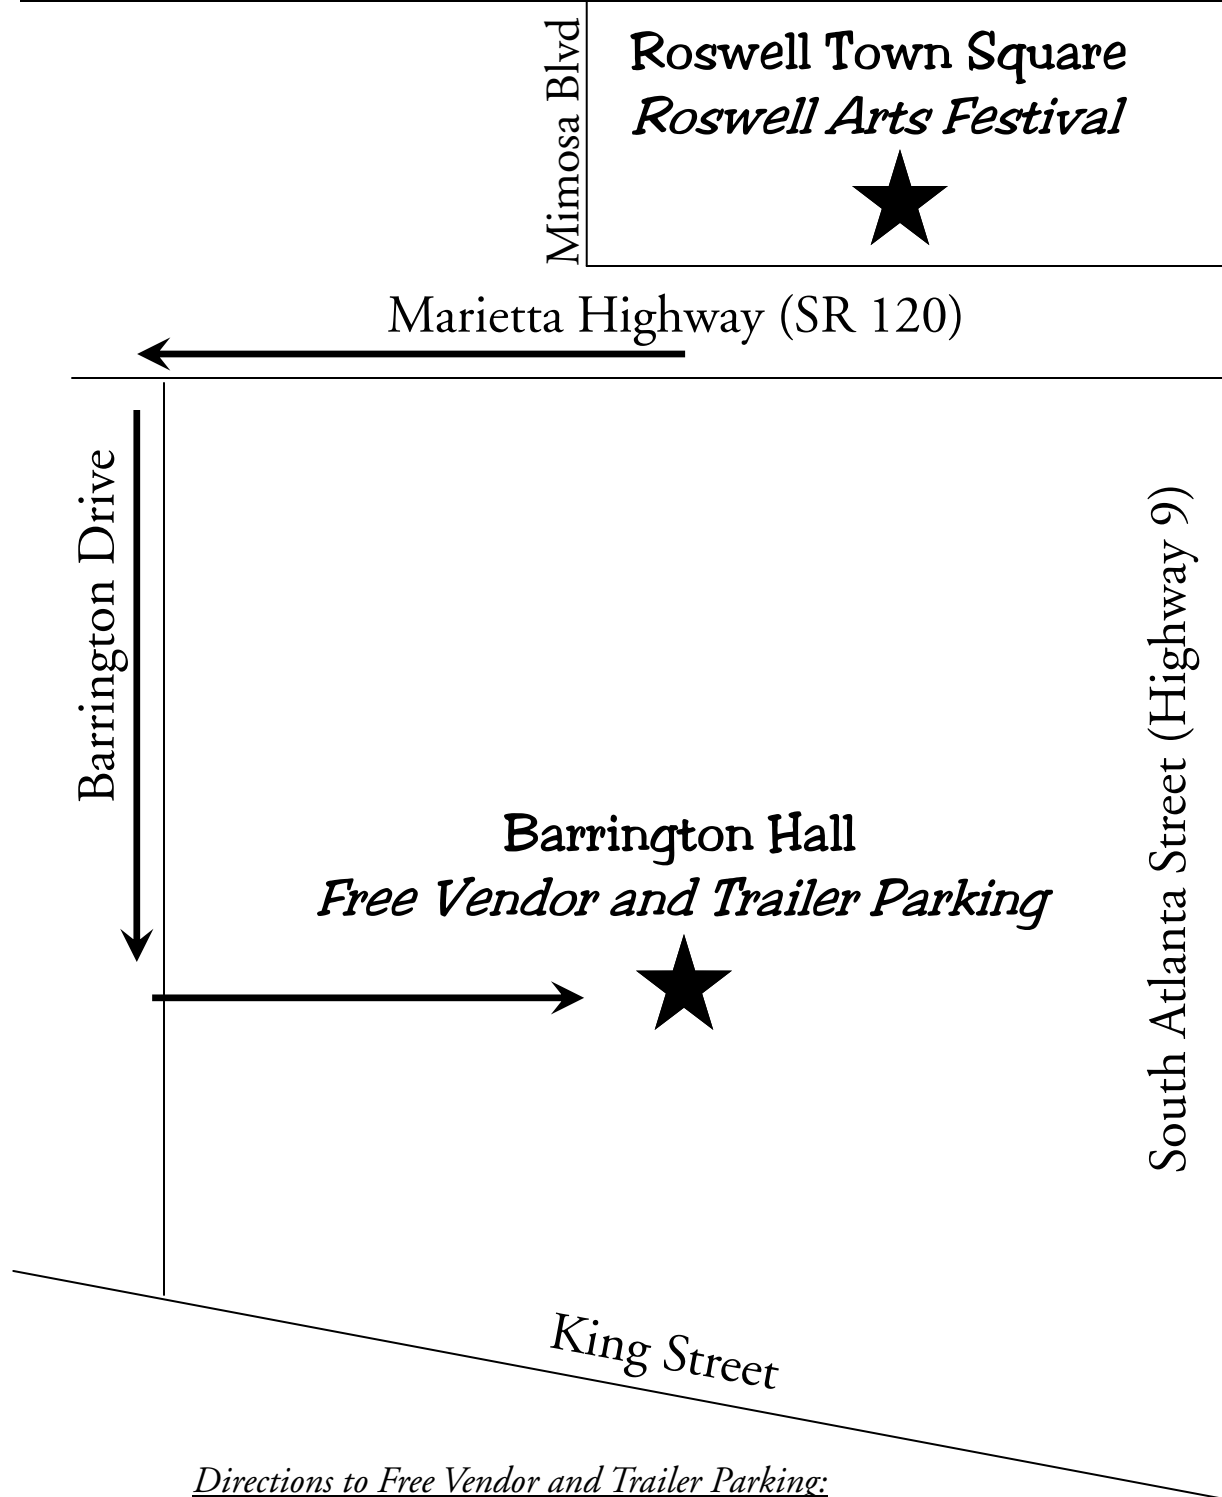 Mimosa Blvd
Roswell Town Square
Roswell Arts Festival
Marietta Highway (SR 120)
Barrington Drive
South Atlanta Street (Highway 9)
Barrington Hall
Free Vendor and Trailer Parking
King Street
Directions to Free Vendor and Trailer Parking: